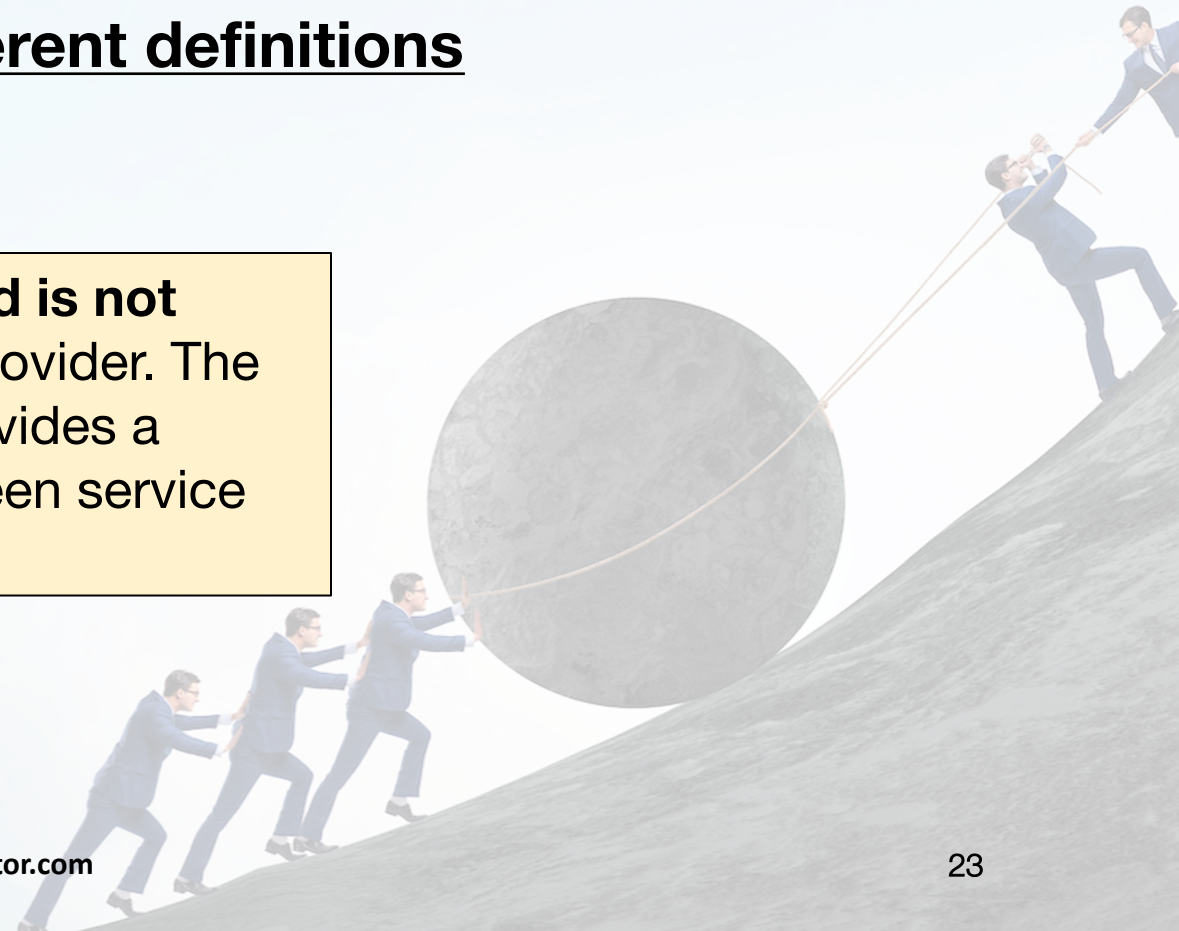 erent definitions
d is not
ovider. The
vides a
een service
tor.com
23